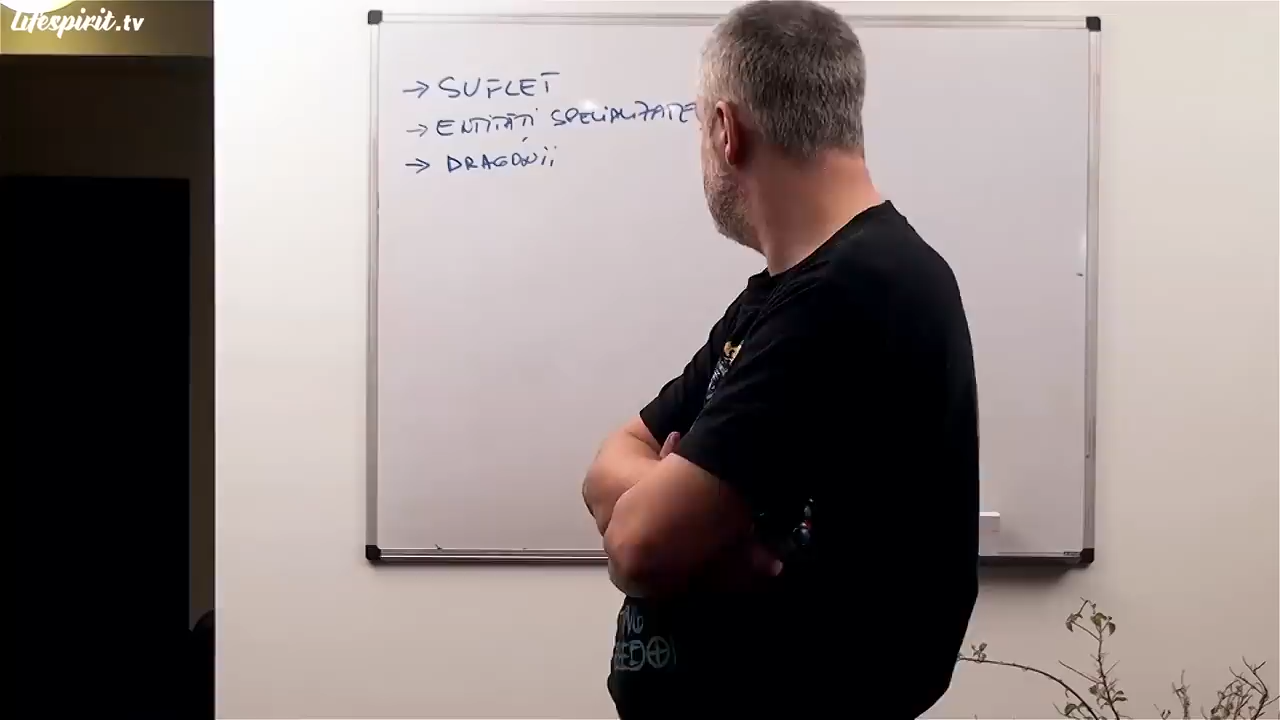 Lifespirit.tv
→ SUFLET
→ ENTITĂȚI SPECIALIZATE
→ DRAGONII